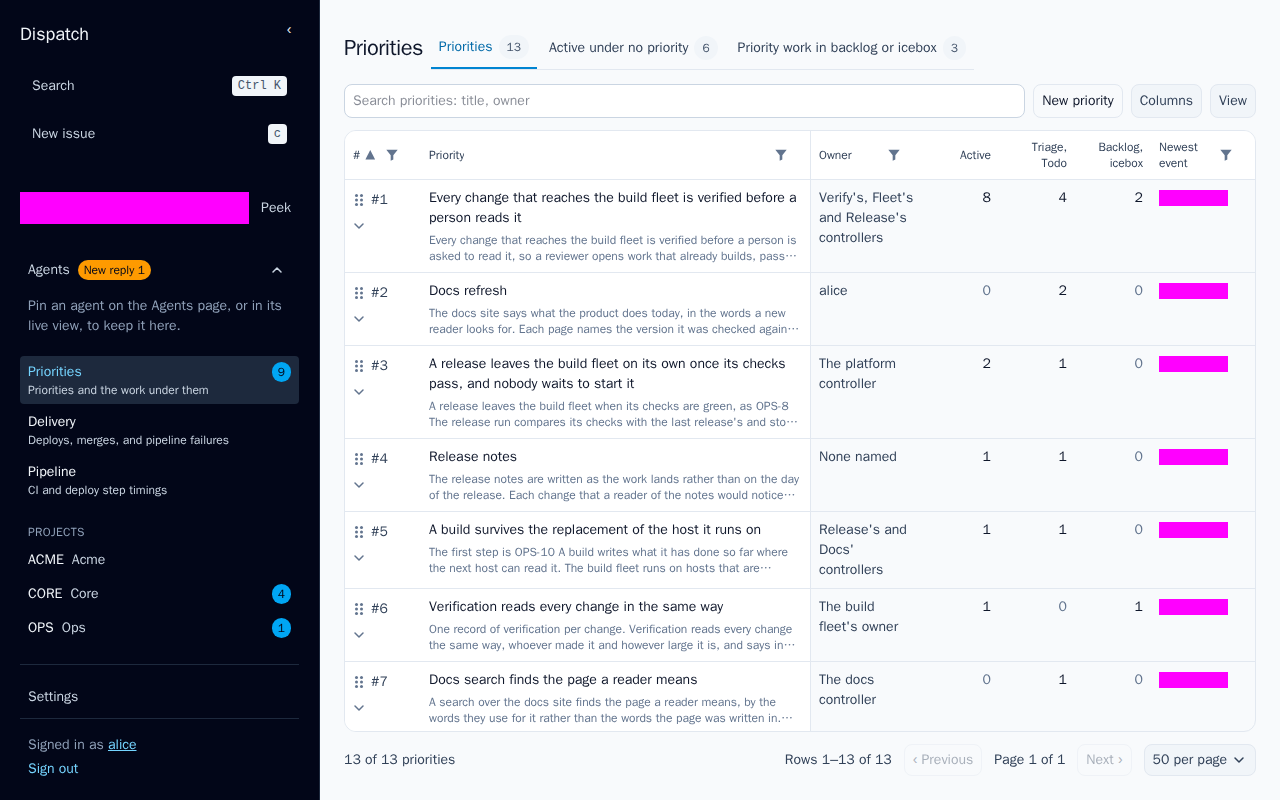 Dispatch
‹
Search
Ctrl K
New issue
C
Peek
Agents
New reply 1
Pin an agent on the Agents page, or in its
live view, to keep it here.
Priorities
9
Priorities and the work under them
Delivery
Deploys, merges, and pipeline failures
Pipeline
CI and deploy step timings
PROJECTS
ACME Acme
CORE Core
4
OPS Ops
1
Settings
Signed in as alice
Sign out
Priorities
Priorities 13
Active under no priority 6
Priority work in backlog or icebox 3
Search priorities: title, owner
New priority
Columns
View
# ▲
Priority
Owner
Active
Triage,
Todo
Backlog,
icebox
Newest
event
#1
Every change that reaches the build fleet is verified before a
person reads it
Every change that reaches the build fleet is verified before a person is
asked to read it, so a reviewer opens work that already builds, pass…
Verify's, Fleet's
and Release's
controllers
8
4
2
#2
Docs refresh
The docs site says what the product does today, in the words a new
reader looks for. Each page names the version it was checked again…
alice
0
2
0
#3
A release leaves the build fleet on its own once its checks
pass, and nobody waits to start it
A release leaves the build fleet when its checks are green, as OPS-8
The release run compares its checks with the last release's and sto…
The platform
controller
2
1
0
#4
Release notes
The release notes are written as the work lands rather than on the day
of the release. Each change that a reader of the notes would notice…
None named
1
1
0
#5
A build survives the replacement of the host it runs on
The first step is OPS-10 A build writes what it has done so far where
the next host can read it. The build fleet runs on hosts that are…
Release's and
Docs'
controllers
1
1
0
#6
Verification reads every change in the same way
One record of verification per change. Verification reads every change
the same way, whoever made it and however large it is, and says in…
The build
fleet's owner
1
0
1
#7
Docs search finds the page a reader means
A search over the docs site finds the page a reader means, by the
words they use for it rather than the words the page was written in.…
The docs
controller
0
1
0
13 of 13 priorities
Rows 1–13 of 13
‹ Previous
Page 1 of 1
Next ›
50 per page